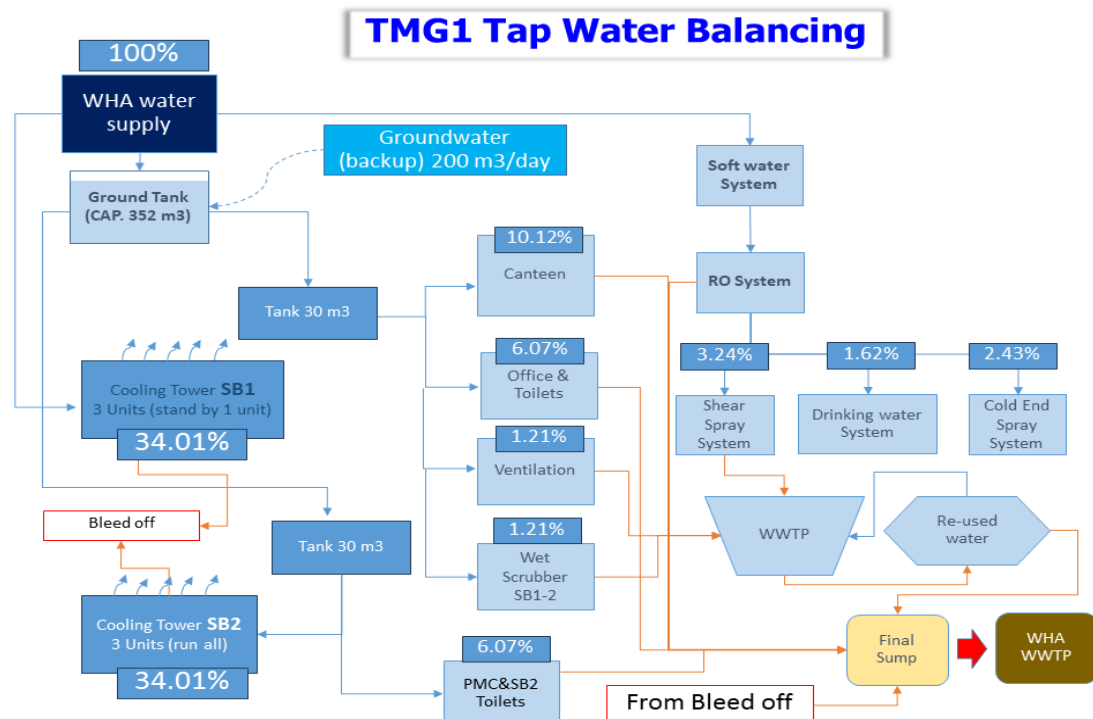 TMG1 Tap Water Balancing
100%
WHA water
supply
Groundwater
(backup) 200 m3/day
Ground Tank
(CAP. 352 m3)
Soft water
System
10.12%
Canteen
RO System
Tank 30 m3
6.07%
Office &
Toilets
3.24%
1.62%
2.43%
Cooling Tower SB1
3 Units (stand by 1 unit)
34.01%
Shear
Spray
System
Drinking water
System
Cold End
Spray
System
1.21%
Ventilation
Bleed off
Tank 30 m3
1.21%
Wet
Scrubber
SB1-2
WWTP
Re-used
water
Cooling Tower SB2
3 Units (run all)
34.01%
6.07%
PMC&SB2
Toilets
Final
Sump
WHA
WWTP
From Bleed off